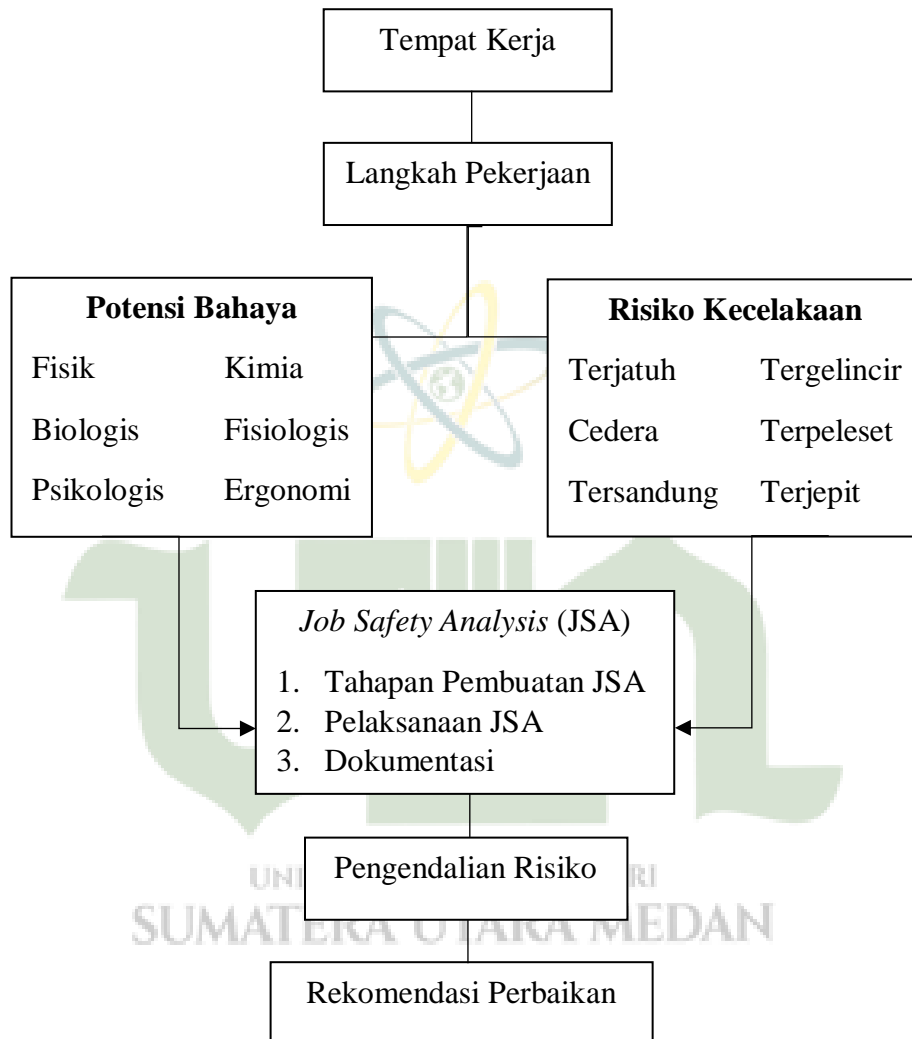 Tempat Kerja
Langkah Pekerjaan
Potensi Bahaya
Fisik Kimia
Biologis Fisiologis
Psikologis Ergonomi
Risiko Kecelakaan
Terjatuh Tergelincir
Cedera Terpeleset
Tersandung Terjepit
Job Safety Analysis (JSA)
1. Tahapan Pembuatan JSA
2. Pelaksanaan JSA
3. Dokumentasi
Pengendalian Risiko
SUMATERA UTARA MEDAN
Rekomendasi Perbaikan